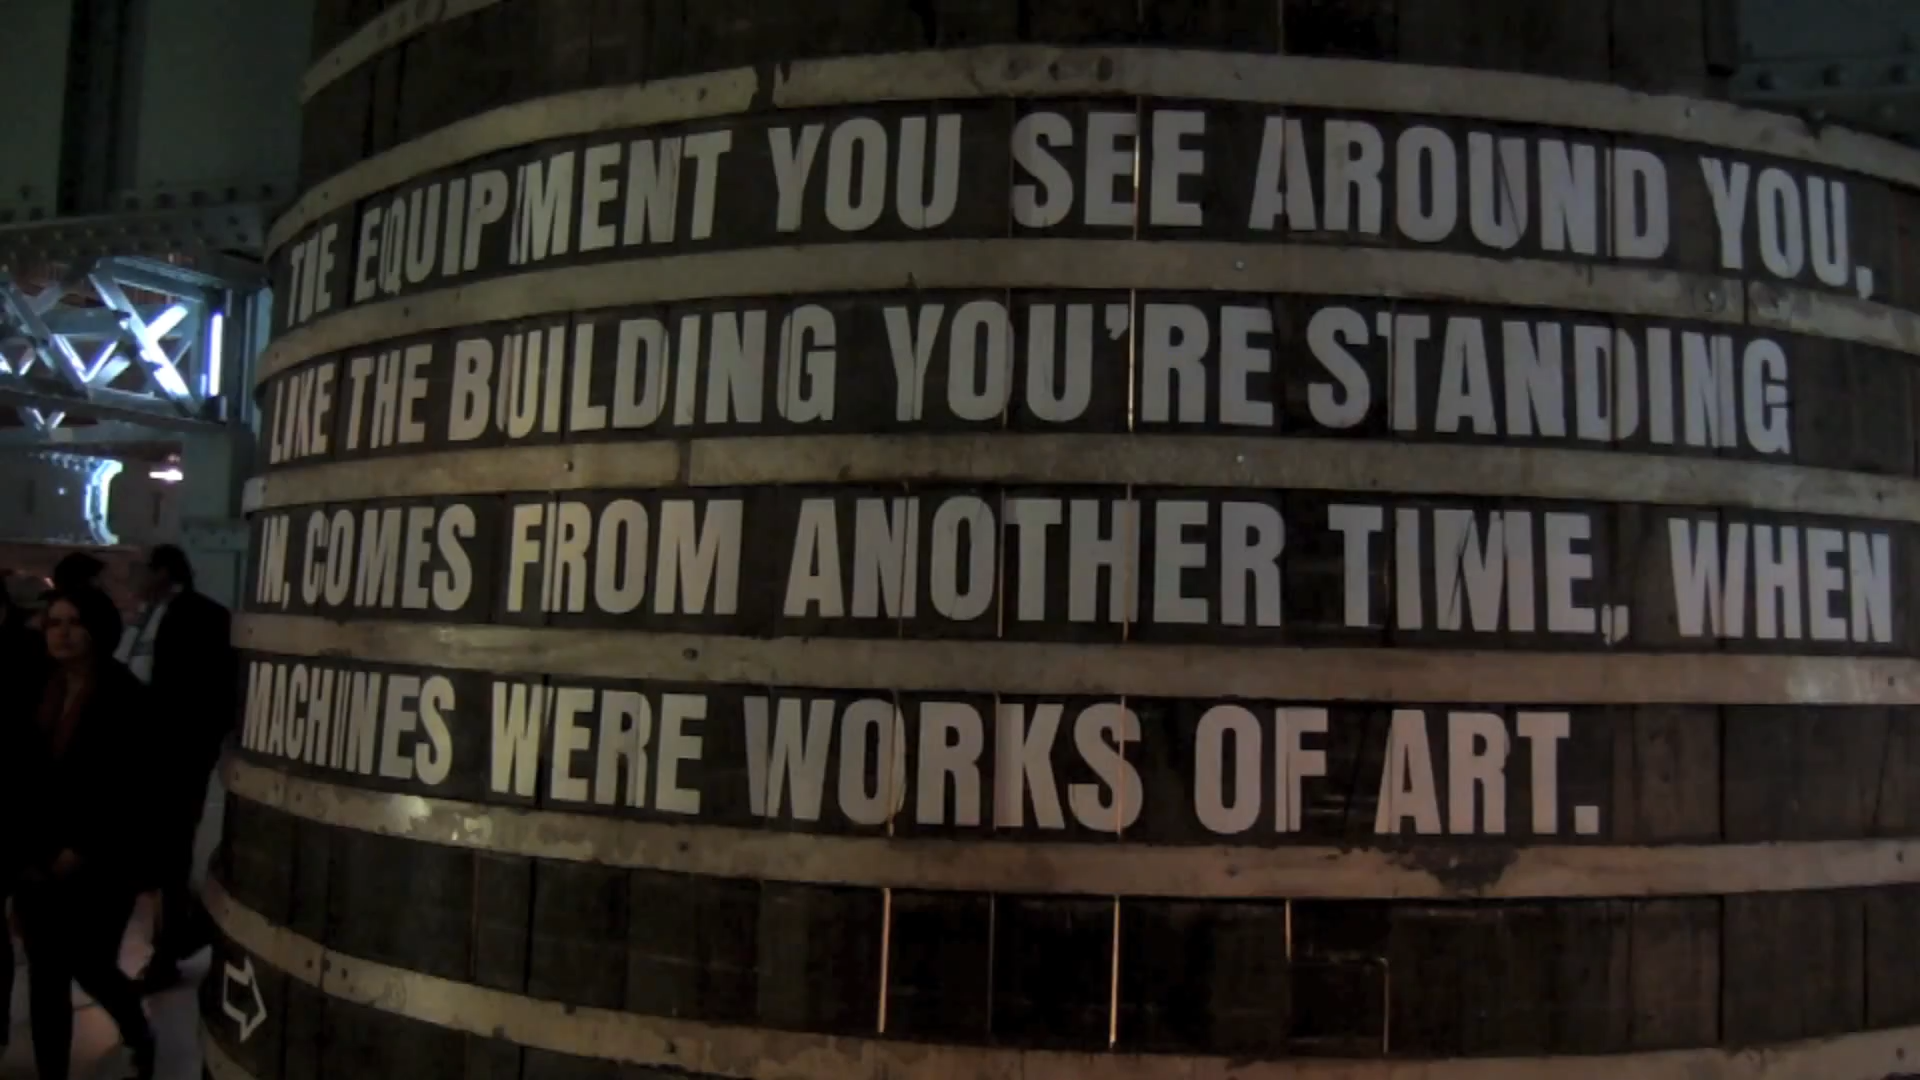 THE EQUIPMENT YOU SEE AROUND YOU,
LIKE THE BUILDING YOU'RE STANDING
IN, COMES FROM ANOTHER TIME, WHEN
MACHINES WERE WORKS OF ART.